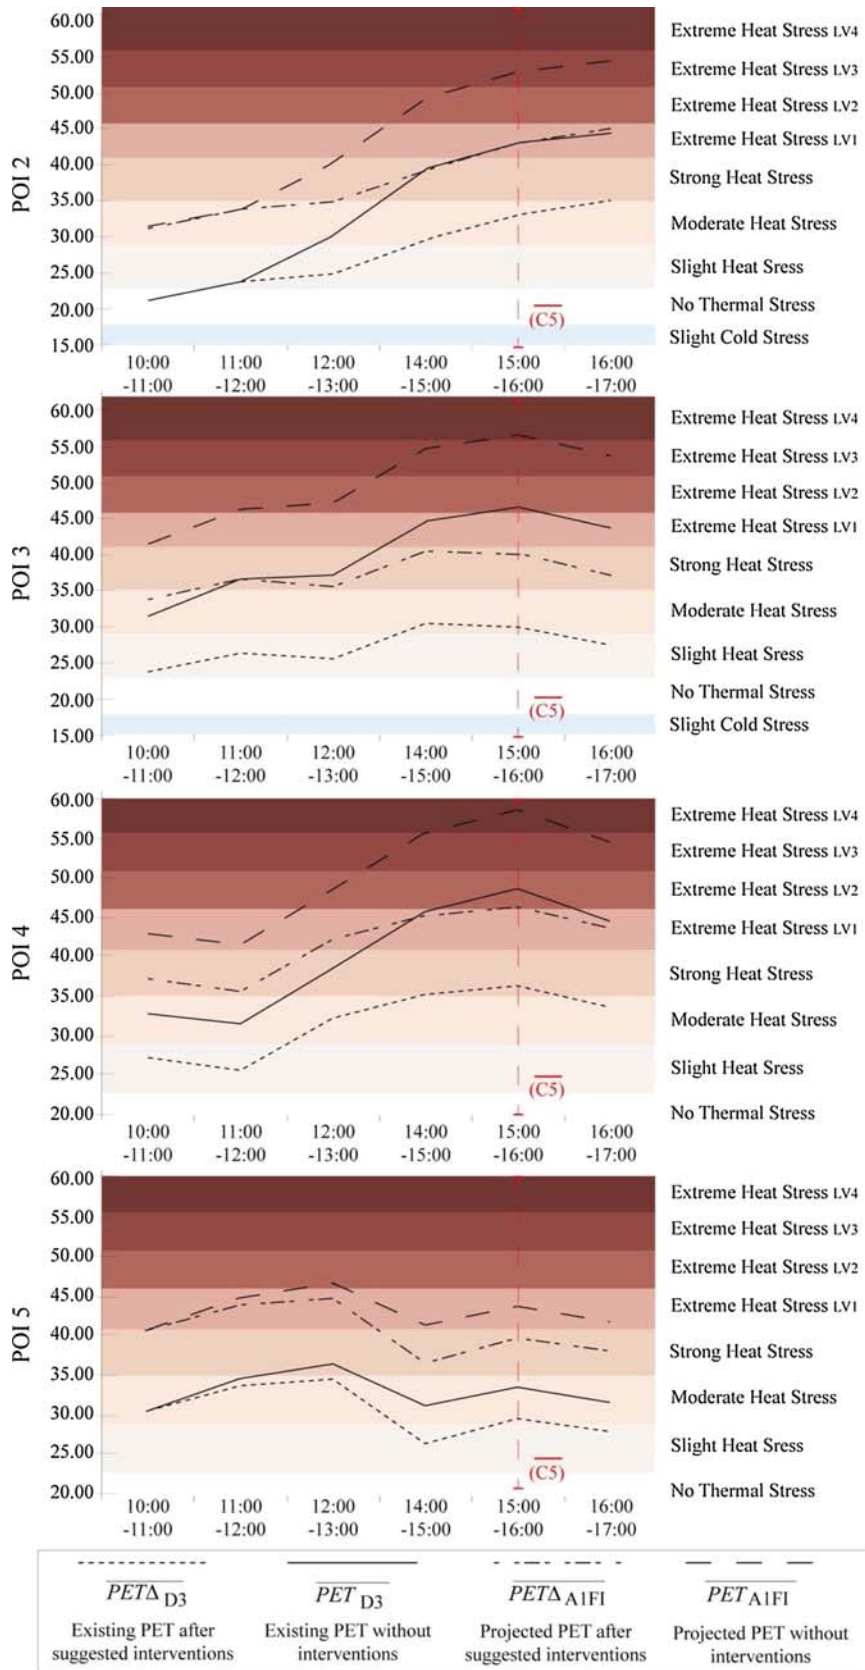 POI 2
60.00
55.00
50.00
45.00
40.00
35.00
30.00
25.00
20.00
15.00
Extreme Heat Stress LV4
Extreme Heat Stress LV3
Extreme Heat Stress LV2
Extreme Heat Stress LV1
Strong Heat Stress
Moderate Heat Stress
Slight Heat Sress
No Thermal Stress
Slight Cold Stress
(C5)
10:00 11:00 12:00 14:00 15:00 16:00
-11:00 -12:00 -13:00 -15:00 -16:00 -17:00
POI 3
60.00
55.00
50.00
45.00
40.00
35.00
30.00
25.00
20.00
15.00
Extreme Heat Stress LV4
Extreme Heat Stress LV3
Extreme Heat Stress LV2
Extreme Heat Stress LV1
Strong Heat Stress
Moderate Heat Stress
Slight Heat Sress
No Thermal Stress
Slight Cold Stress
(C5)
10:00 11:00 12:00 14:00 15:00 16:00
-11:00 -12:00 -13:00 -15:00 -16:00 -17:00
POI 4
60.00
55.00
50.00
45.00
40.00
35.00
30.00
25.00
20.00
Extreme Heat Stress LV4
Extreme Heat Stress LV3
Extreme Heat Stress LV2
Extreme Heat Stress LV1
Strong Heat Stress
Moderate Heat Stress
Slight Heat Sress
No Thermal Stress
(C5)
10:00 11:00 12:00 14:00 15:00 16:00
-11:00 -12:00 -13:00 -15:00 -16:00 -17:00
POI 5
60.00
55.00
50.00
45.00
40.00
35.00
30.00
25.00
20.00
Extreme Heat Stress LV4
Extreme Heat Stress LV3
Extreme Heat Stress LV2
Extreme Heat Stress LV1
Strong Heat Stress
Moderate Heat Stress
Slight Heat Sress
No Thermal Stress
(C5)
10:00 11:00 12:00 14:00 15:00 16:00
-11:00 -12:00 -13:00 -15:00 -16:00 -17:00
PETΔ D3
Existing PET after
suggested interventions
PET D3
Existing PET without
interventions
PETΔ A1FI
Projected PET after
suggested interventions
PET A1FI
Projected PET without
interventions